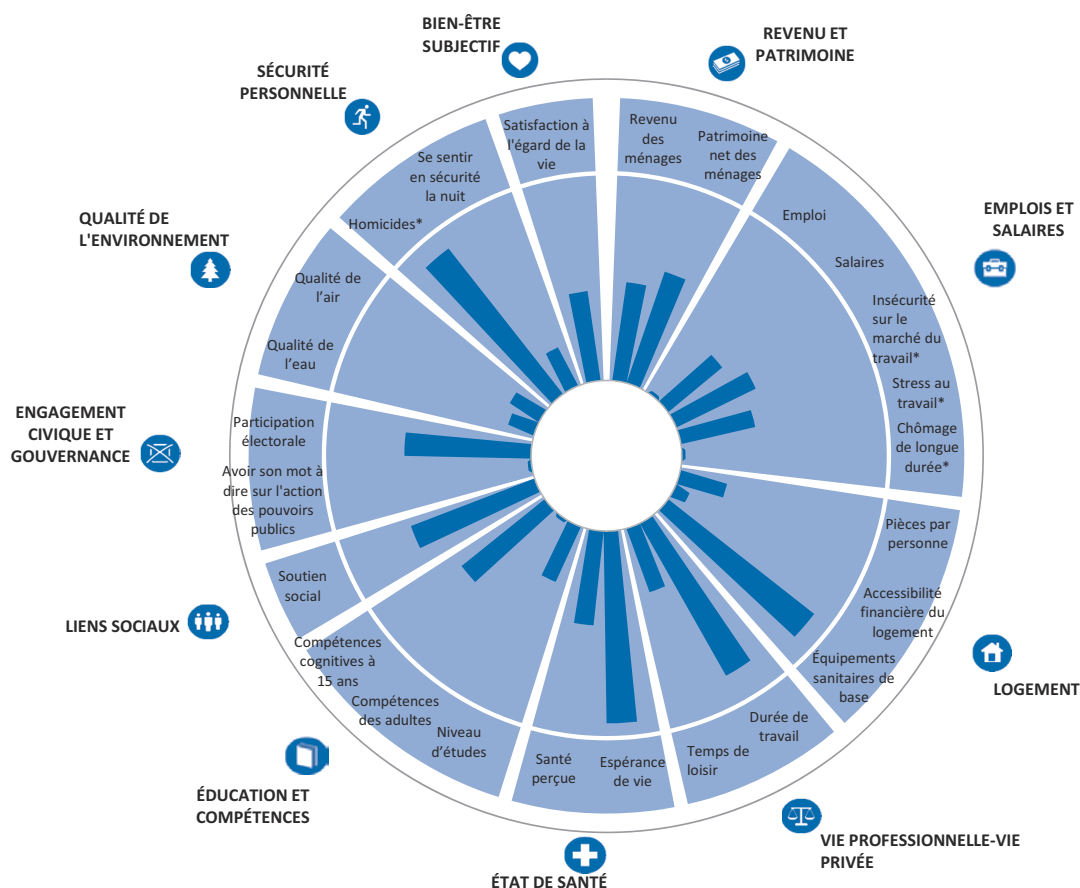 BIEN-ÊTRE
SUBJECTIF
REVENU ET
PATRIMOINE
SÉCURITÉ
PERSONNELLE
Satisfaction à
l'égard de la
vie
Revenu
des
ménages
Patrimoine
net des
ménages
Se sentir
en sécurité
la nuit
Homicides*
EMPLOIS ET
SALAIRES
Emploi
Salaires
Insécurité
sur le
marché du
travail*
Stress au
travail*
Chômage
de longue
durée*
QUALITÉ DE
L'ENVIRONNEMENT
Qualité de
l’air
Qualité de
l’eau
ENGAGEMENT
CIVIQUE ET
GOUVERNANCE
Participation
électorale
Avoir son mot à
dire sur l'action
des pouvoirs
publics
Pièces par
personne
Accessibilité
financière du
logement
Équipements
sanitaires de
base
LOGEMENT
LIENS SOCIAUX
Soutien
social
Compétences
cognitives à
15 ans
Compétences
des adultes
Niveau
d’études
Santé
perçue
Espérance
de vie
Temps de
loisir
Durée de
travail
ÉDUCATION ET
COMPÉTENCES
ÉTAT DE SANTÉ
VIE PROFESSIONNELLE-VIE
PRIVÉE